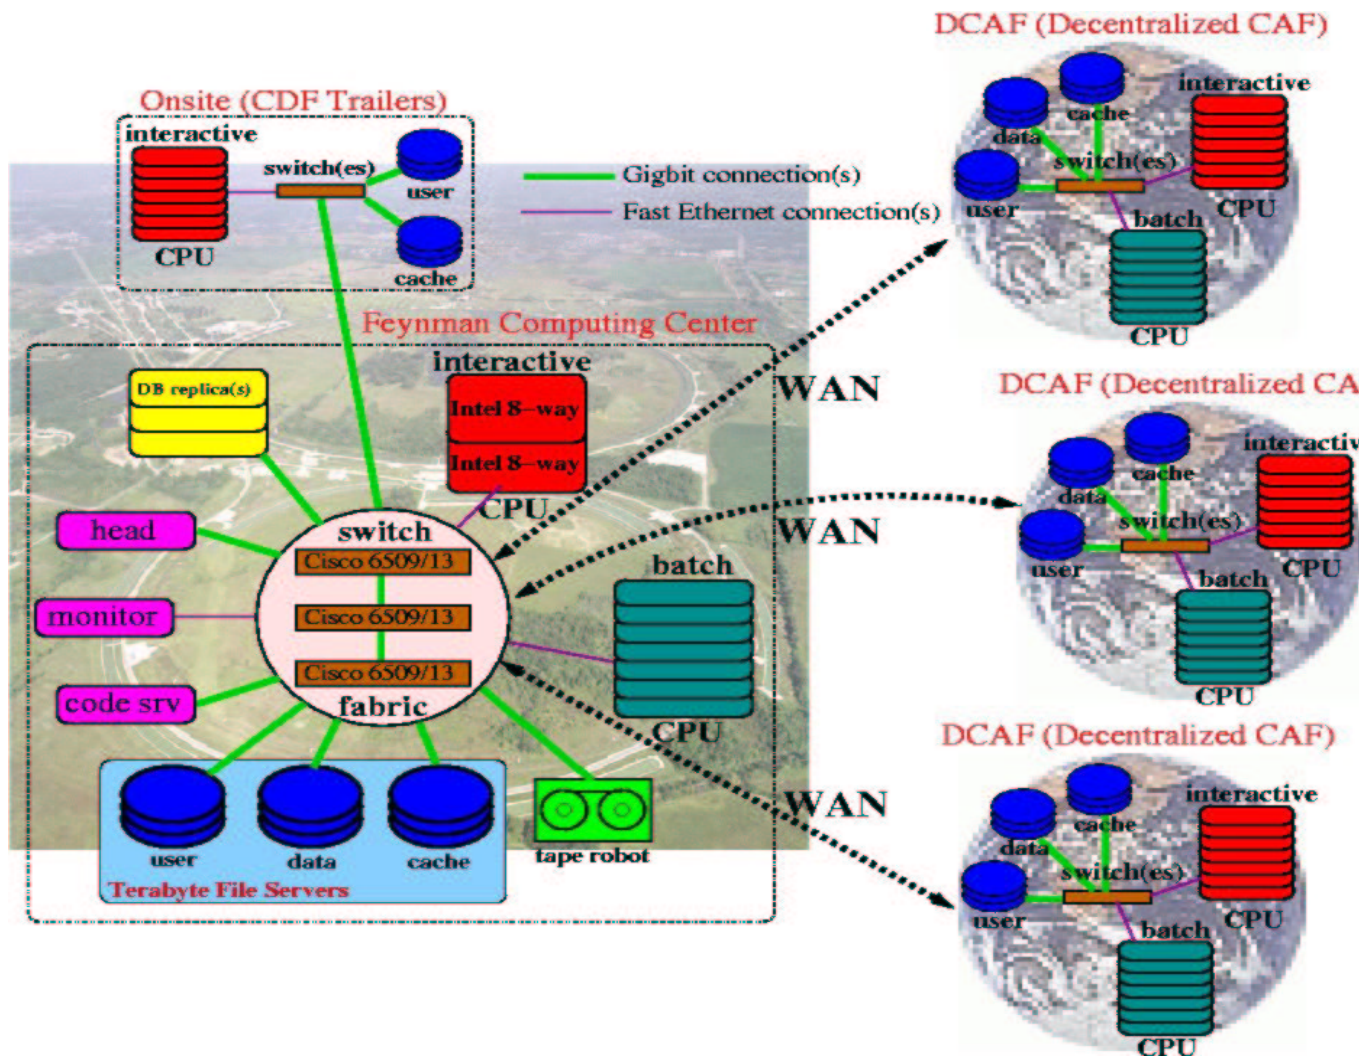 DCAF (Decentralized CAF)
cache
data
interactive
switch(es)
user
CPU
batch
CPU
Onsite (CDF Trailers)
interactive
switch(es)
user
CPU
cache
Gigbit connection(s)
Fast Ethernet connection(s)
Feynman Computing Center
DB replica(s)
interactive
Intel 8-way
Intel 8-way
CPU
WAN
head
switch
Cisco 6509/13
WAN
monitor
Cisco 6509/13
batch
code srv
Cisco 6509/13
fabric
CPU
WAN
user
data
cache
tape robot
Terabyte File Servers
DCAF (Decentralized CA
cache
data
interactive
switch(es)
user
CPU
batch
CPU
DCAF (Decentralized CAF)
cache
data
interactive
switch(es)
user
CPU
batch
CPU